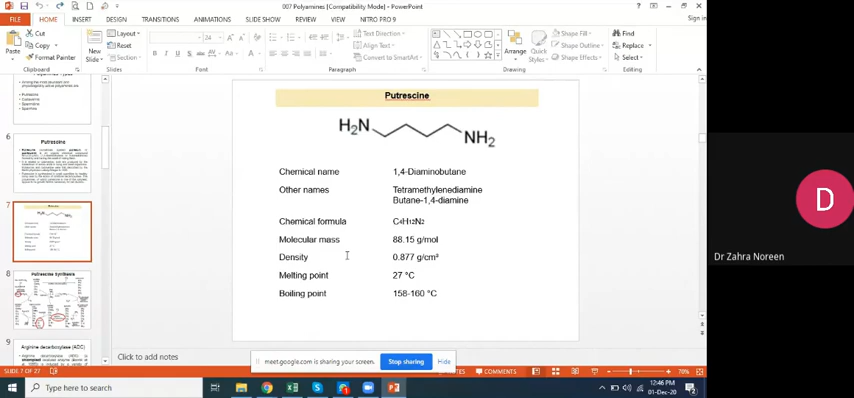 007 Polyamines [Compatibility Mode] - PowerPoint
Sign in
FILE HOME INSERT DESIGN TRANSITIONS ANIMATIONS SLIDE SHOW REVIEW VIEW NITRO PRO 9
Cut
Copy
Format Painter
Paste
Clipboard
New
Slide
Layout
Reset
Section
Slides
24
Font
Text Direction
Align Text
Convert to SmartArt
Paragraph
Arrange
Quick
Styles
Shape Fill
Shape Outline
Shape Effects
Drawing
Find
Replace
Select
Editing
6
Putrescine
7
8
Putrescine Synthesis
9
Arginine decarboxylase (ADC)
Putrescine
H2N
NH2
Chemical name 1,4-Diaminobutane
Other names Tetramethylenediamine
Butane-1,4-diamine
Chemical formula C4H12N2
Molecular mass 88.15 g/mol
Density 0.877 g/cm³
Melting point 27 °C
Boiling point 158-160 °C
Click to add notes
meet.google.com is sharing your screen. Stop sharing Hide
SLIDE 7 OF 27
COMMENTS
78%
D
Dr Zahra Noreen
Type here to search
12:46 PM
01-Dec-20
2